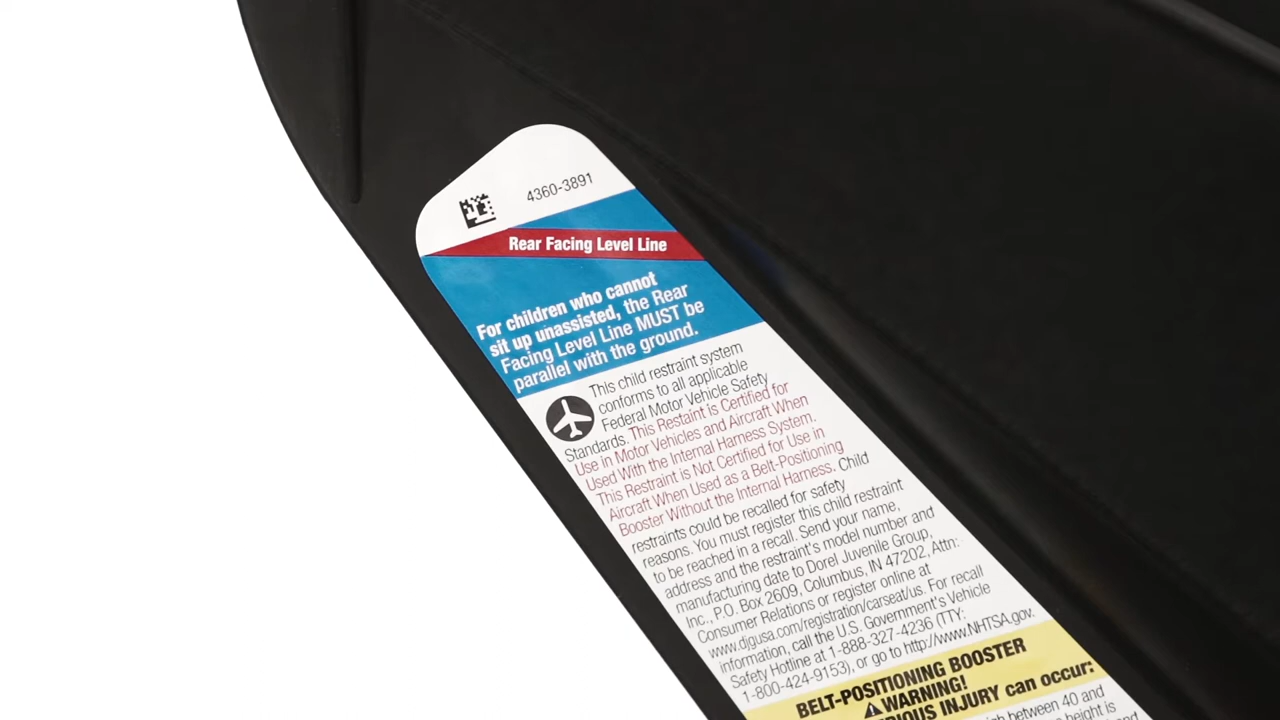 4360-3891
Rear Facing Level Line
For children who cannot
sit up unassisted, the Rear
Facing Level Line MUST be
parallel with the ground.
This child restraint system
conforms to all applicable
Federal Motor Vehicle Safety
Standards. This Restaint is Certified for
Use in Motor Vehicles and Aircraft When
Used With the Internal Harness System.
This Restraint is Not Certified for Use in
Aircraft When Used as a Belt-Positioning
Booster Without the Internal Harness. Child
restraints could be recalled for safety
reasons. You must register this child restraint
to be reached in a recall. Send your name,
address and the restraint's model number and
manufacturing date to Dorel Juvenile Group,
Inc., P.O. Box 2609, Columbus, IN 47202, Attn:
Consumer Relations or register online at
www.djgusa.com/registration/carseat/us. For recall
information, call the U.S. Government's Vehicle
Safety Hotline at 1-888-327-4236 (TTY:
1-800-424-9153), or go to http://www.NHTSA.gov.
BELT-POSITIONING BOOSTER
WARNING!
INJURY can occur:
between 40 and
height is